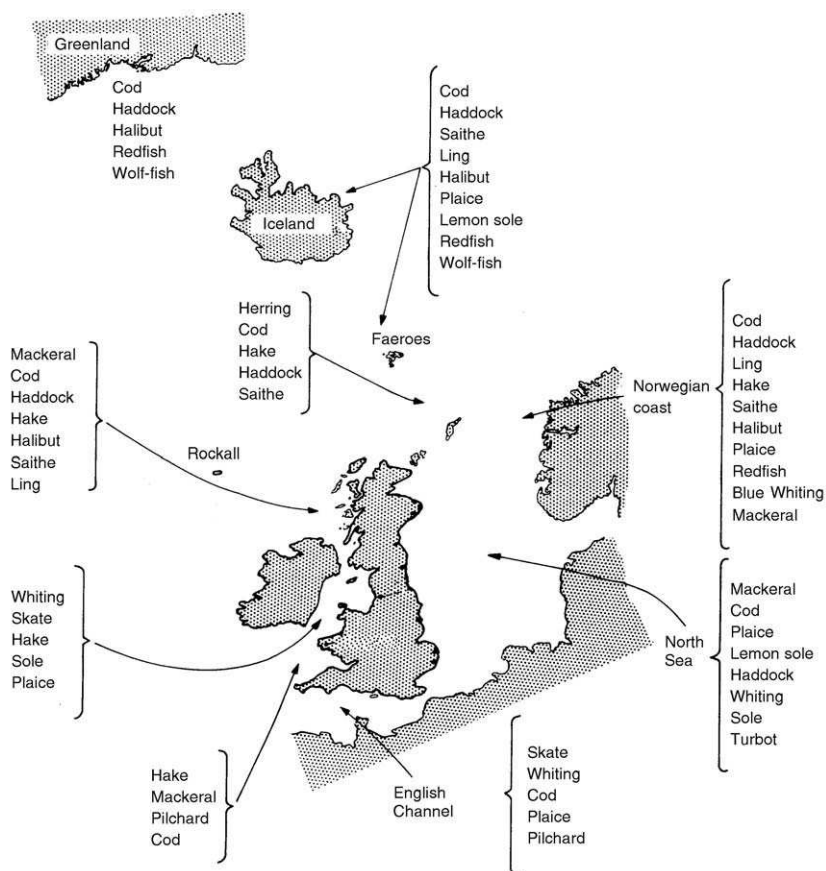 Greenland
Cod
Haddock
Halibut
Redfish
Wolf-fish
Iceland
Cod
Haddock
Saithe
Ling
Halibut
Plaice
Lemon sole
Redfish
Wolf-fish
Herring
Cod
Hake
Haddock
Saithe
Faeroes
Mackeral
Cod
Haddock
Hake
Halibut
Saithe
Ling
Rockall
Norwegian
coast
Cod
Haddock
Ling
Hake
Saithe
Halibut
Plaice
Redfish
Blue Whiting
Mackeral
Whiting
Skate
Hake
Sole
Plaice
North
Sea
Mackeral
Cod
Plaice
Lemon sole
Haddock
Whiting
Sole
Turbot
Hake
Mackeral
Pilchard
Cod
English
Channel
Skate
Whiting
Cod
Plaice
Pilchard